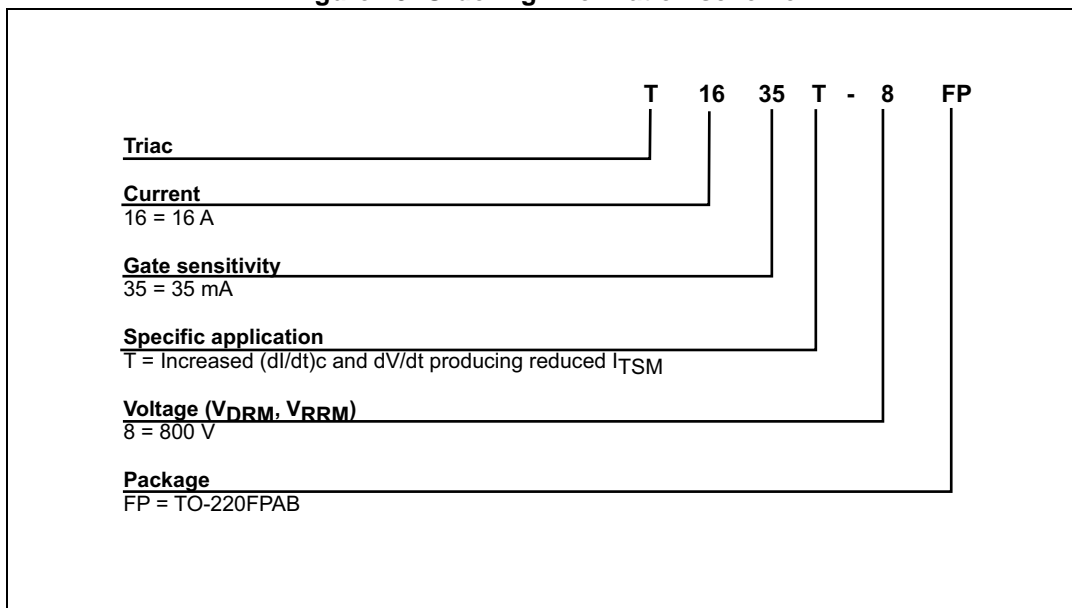 T 16 35 T - 8 FP
Triac
Current
16 = 16 A
Gate sensitivity
35 = 35 mA
Specific application
T = Increased (dI/dt)c and dV/dt producing reduced ITSM
Voltage (VDRM, VRRM)
8 = 800 V
Package
FP = TO-220FPAB